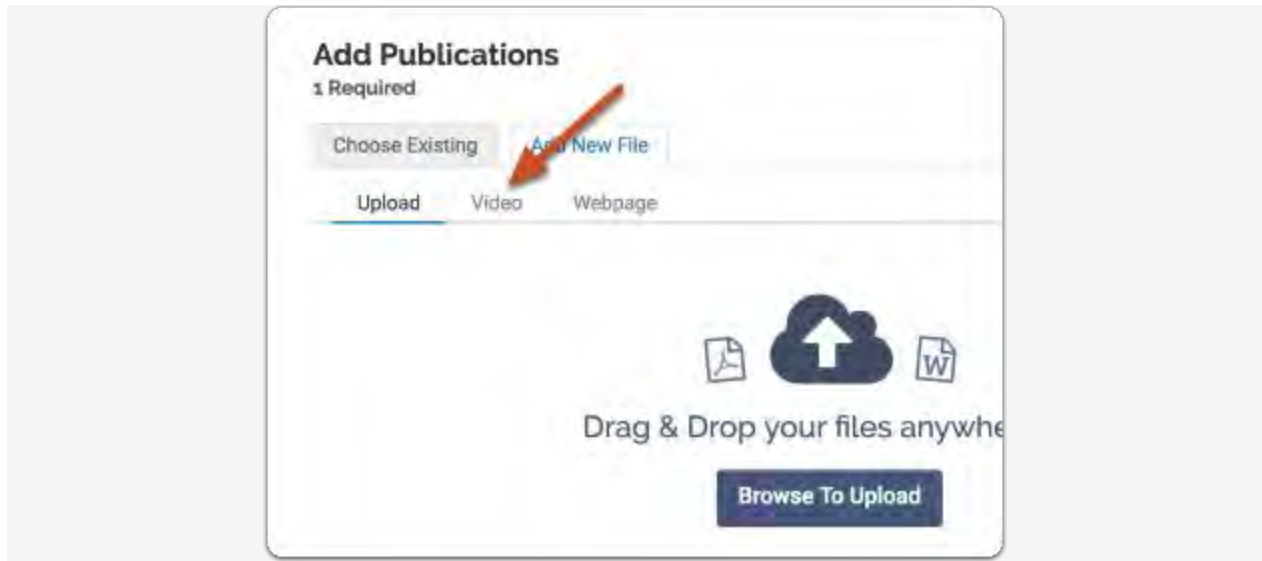 Add Publications
1 Required
Choose Existing Add New File
Upload Video Webpage
W
Drag & Drop your files anywhe
Browse To Upload